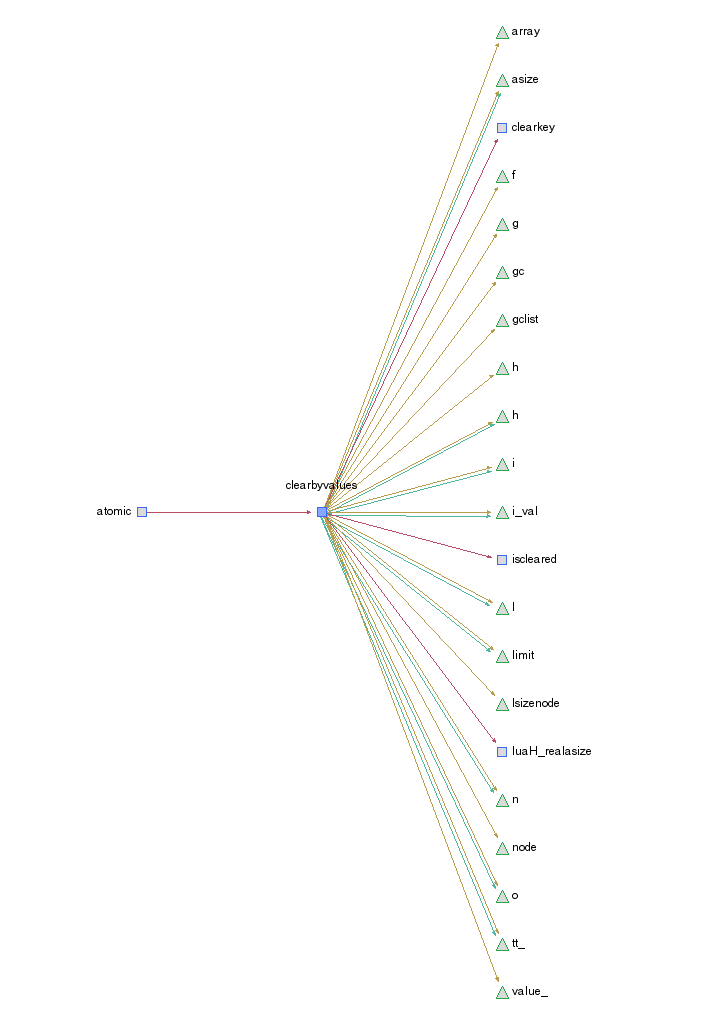 array
asize
clearkey
f
g
gc
gclist
h
h
i
clearbyvalues
atomic
i_val
iscleared
l
limit
lsizenode
luaH_realasize
n
node
o
tt_
value_